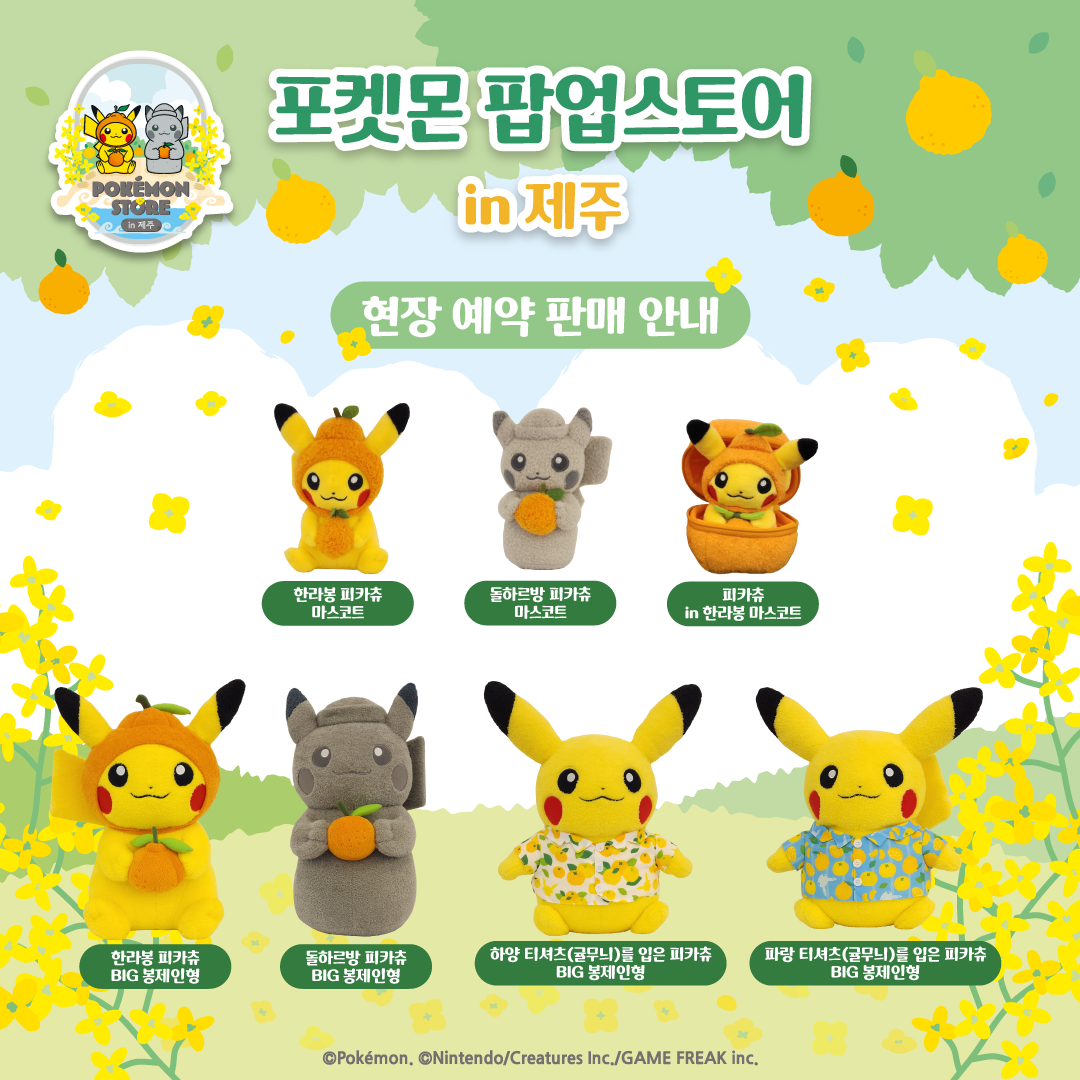 포켓몬 팝업스토어
in 제주
POKÉMON
STORE
in 제주
현장 예약 판매 안내
한라봉 피카츄
마스코트
돌하르방 피카츄
마스코트
피카츄
in 한라봉 마스코트
한라봉 피카츄
BIG 봉제인형
돌하르방 피카츄
BIG 봉제인형
하양 티셔츠(귤무늬)를 입은 피카츄
BIG 봉제인형
파랑 티셔츠(귤무늬)를 입은 피카츄
BIG 봉제인형
©Pokémon. ©Nintendo/Creatures Inc./GAME FREAK inc.